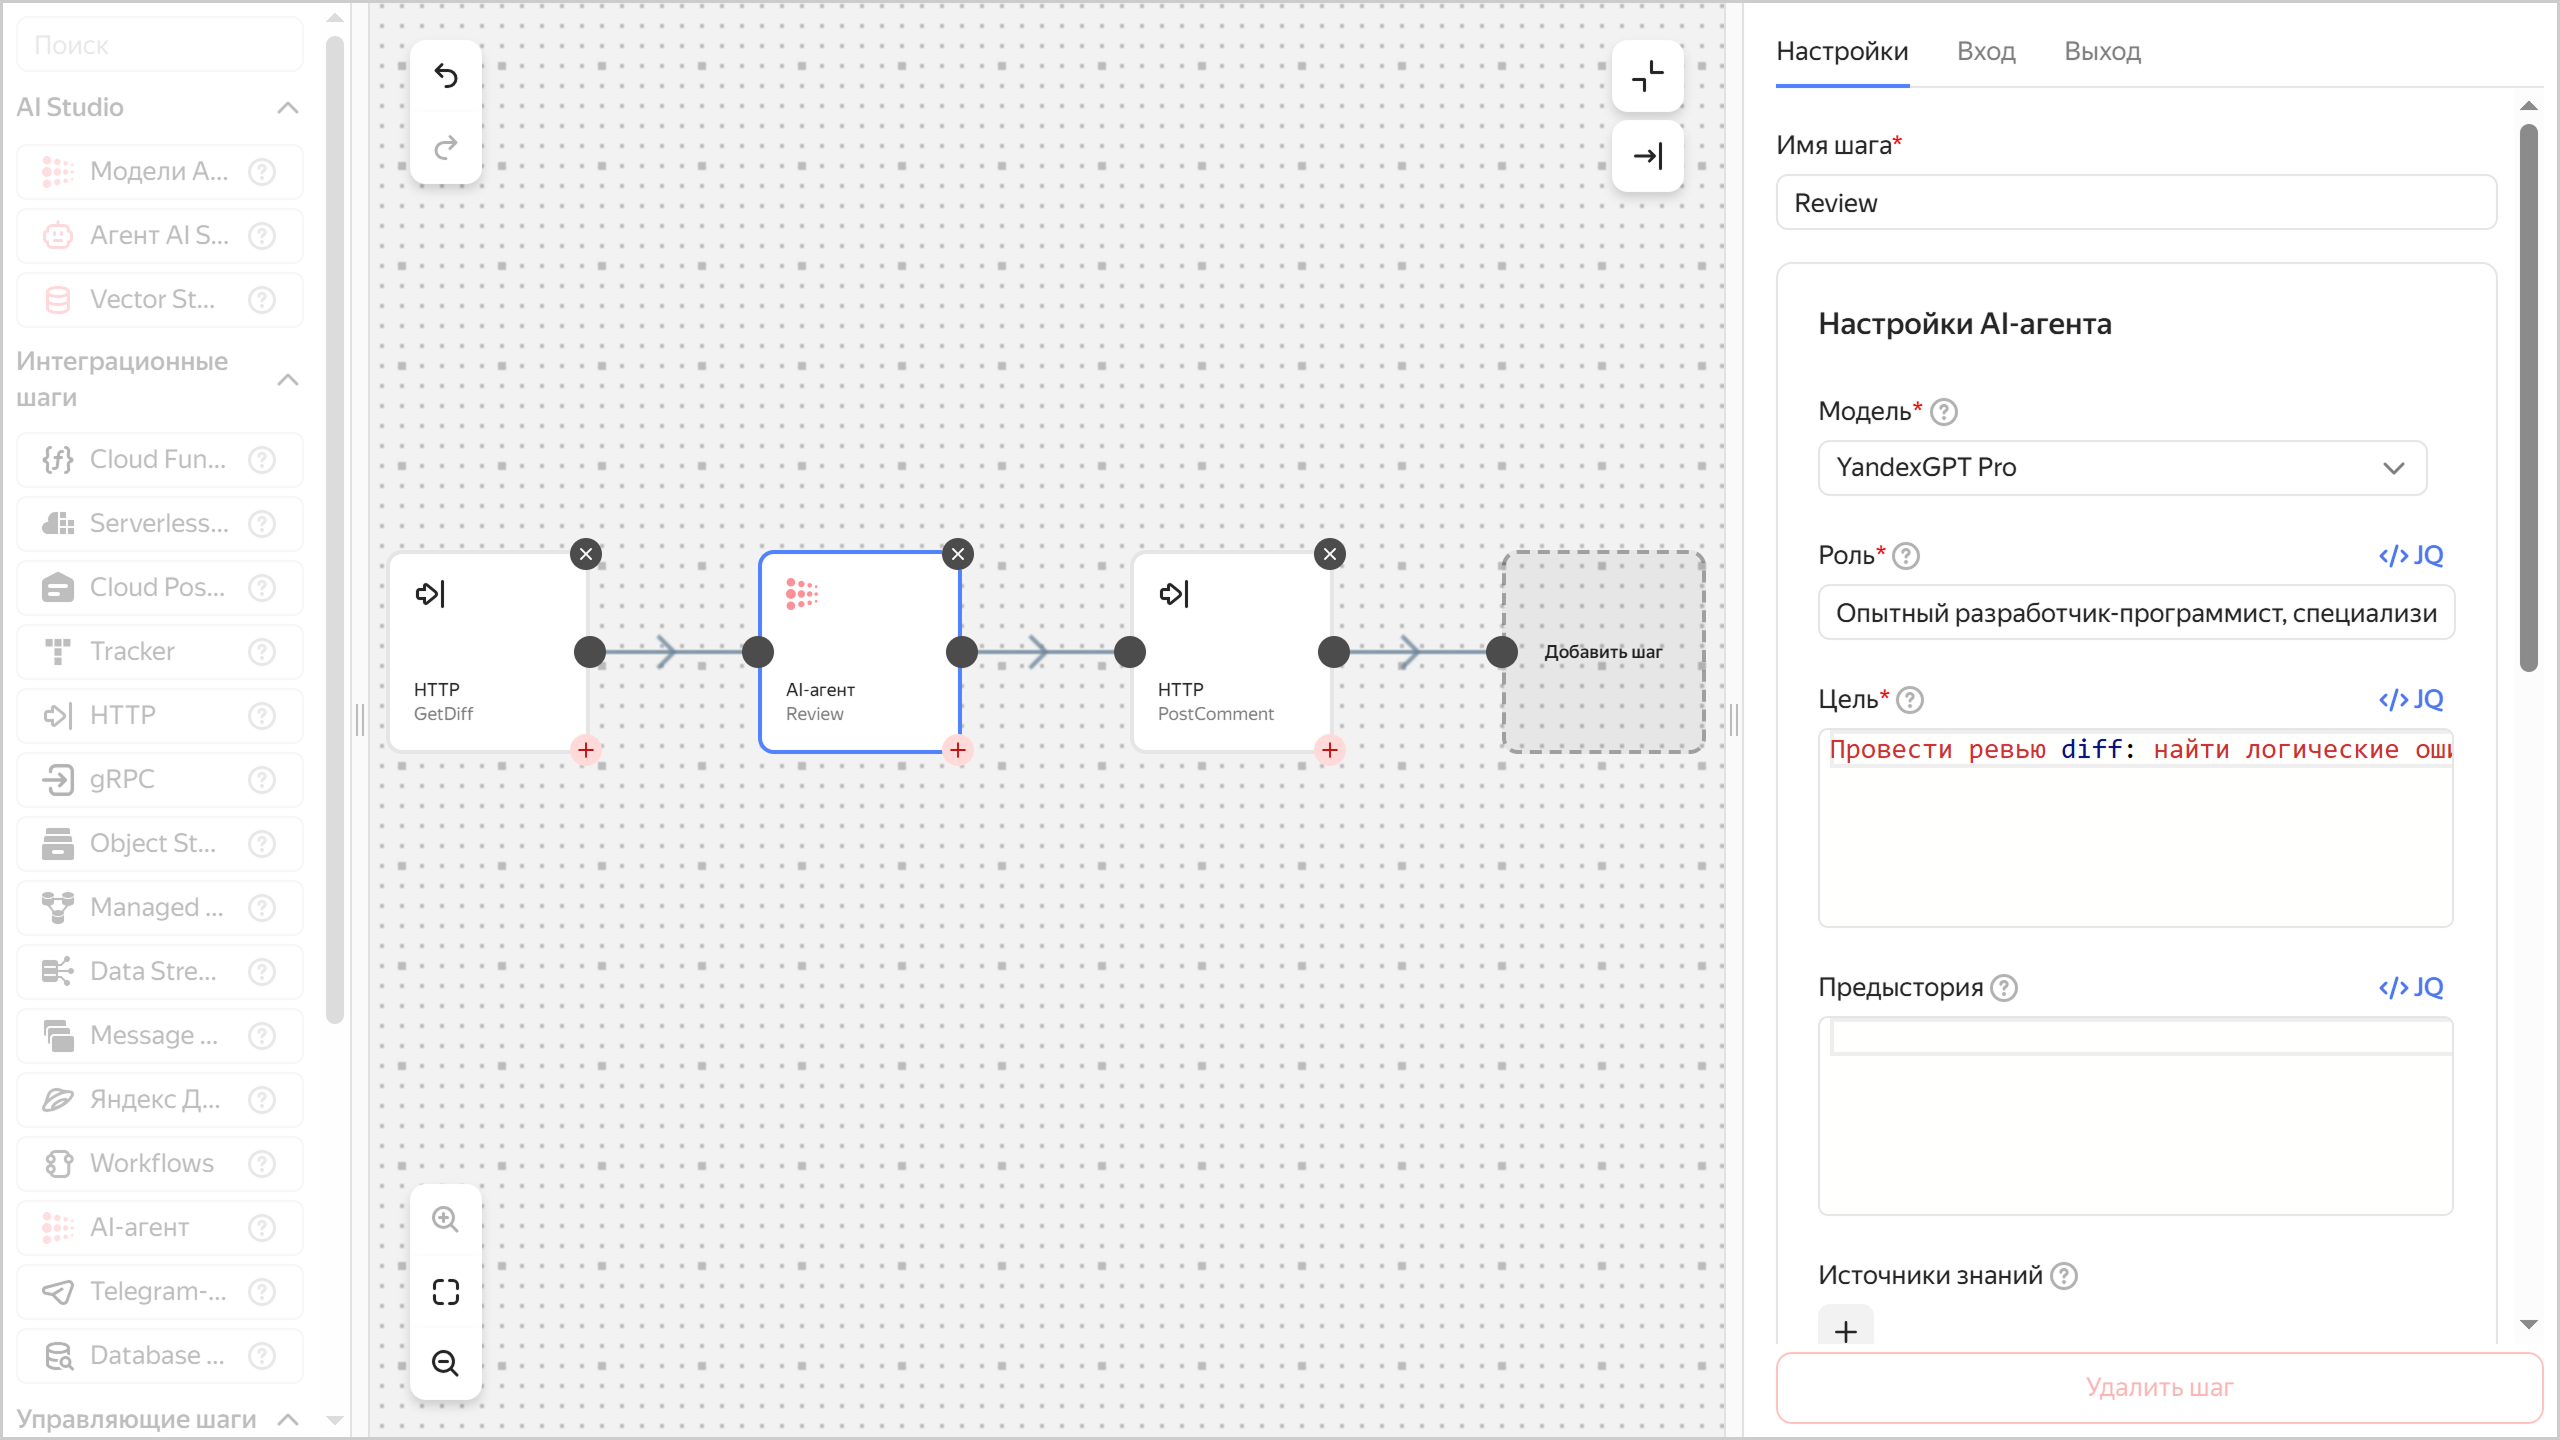 Поиск
AI Studio
Модели A...
Агент AI S...
Vector St...
Интеграционные
шаги
Cloud Fun...
Serverless...
Cloud Pos...
Tracker
HTTP
gRPC
Object St...
Managed ...
Data Stre...
Message ...
Яндекс Д...
Workflows
AI-агент
Telegram-...
Database ...
Управляющие шаги
HTTP
GetDiff
AI-агент
Review
HTTP
PostComment
Добавить шаг
Настройки
Вход
Выход
Имя шага*
Review
Настройки AI-агента
Модель*
YandexGPT Pro
Роль*
</> JQ
Опытный разработчик-программист, специализи
Цель*
</> JQ
Провести ревью diff: найти логические оши
Предыстория
</> JQ
Источники знаний
Удалить шаг